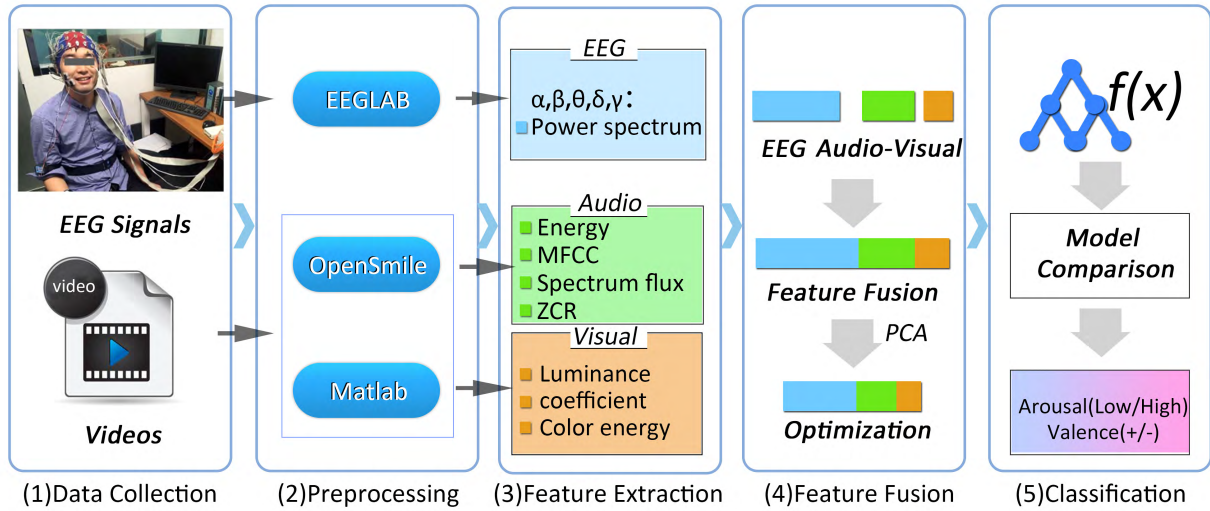 EEG Signals
video
Videos
(1)Data Collection
EEGLAB
OpenSmile
Matlab
(2)Preprocessing
EEG
α,β,θ,δ,γ:
Power spectrum
Audio
Energy
MFCC
Spectrum flux
ZCR
Visual
Luminance
coefficient
Color energy
(3)Feature Extraction
EEG Audio-Visual
Feature Fusion
PCA
Optimization
(4)Feature Fusion
f(x)
Model
Comparison
Arousal(Low/High)
Valence(+/-)
(5)Classification